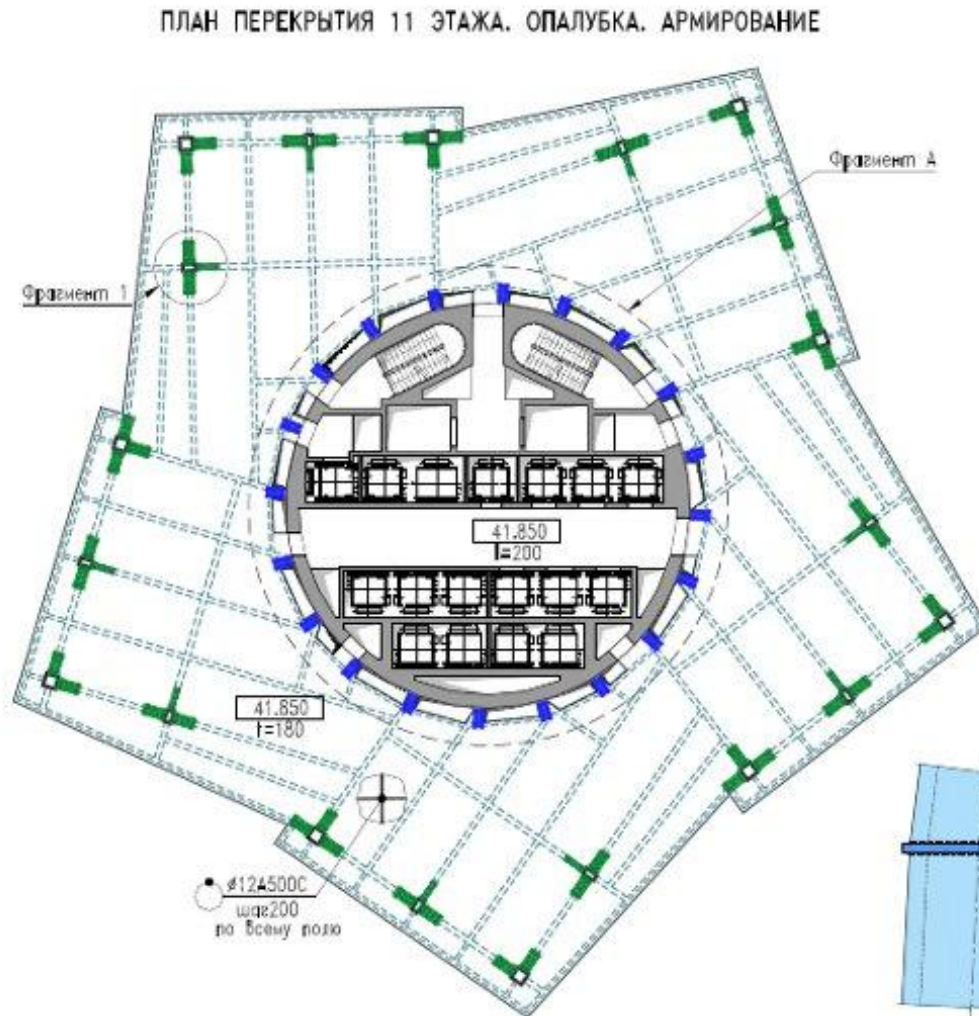 ПЛАН ПЕРЕКРЫТИЯ 11 ЭТАЖА. ОПАЛУБКА. АРМИРОВАНИЕ
Фрагмент А
Фрагмент 1
41.850
t=200
41.850
t=180
⌀12А500С
шаг200
по всему полю